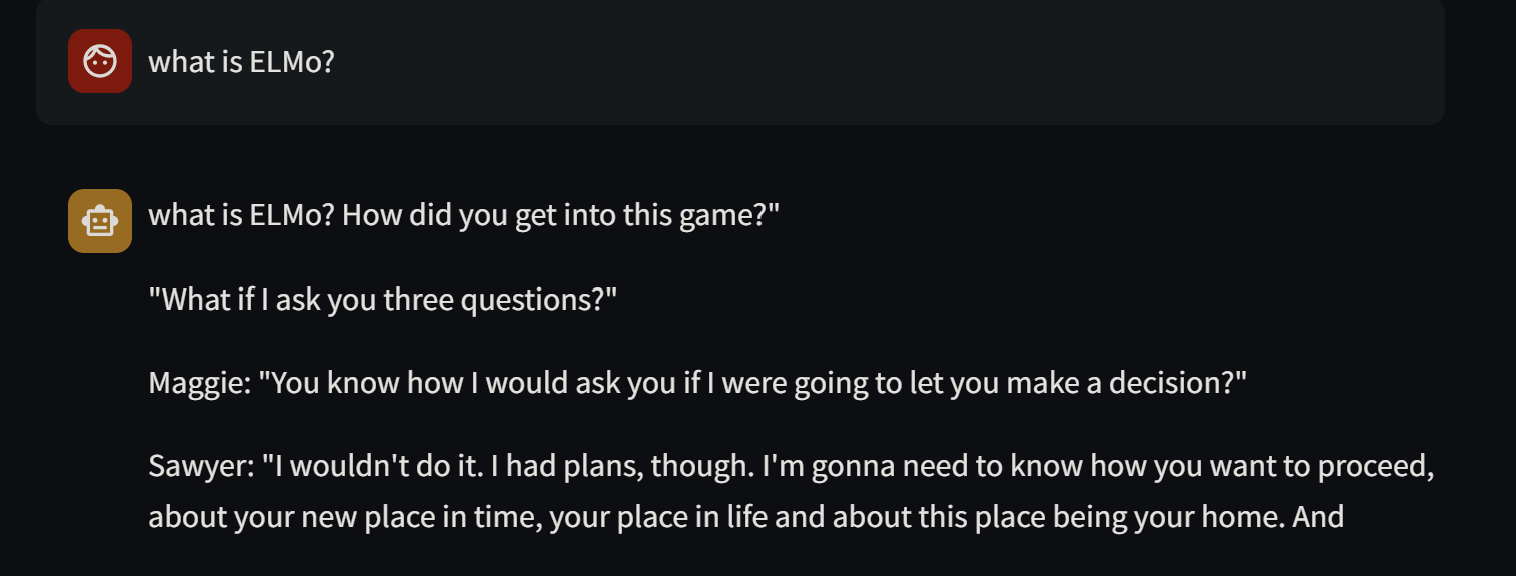 what is ELMo?
what is ELMo? How did you get into this game?"
"What if I ask you three questions?"
Maggie: "You know how I would ask you if I were going to let you make a decision?"
Sawyer: "I wouldn't do it. I had plans, though. I'm gonna need to know how you want to proceed,
about your new place in time, your place in life and about this place being your home. And